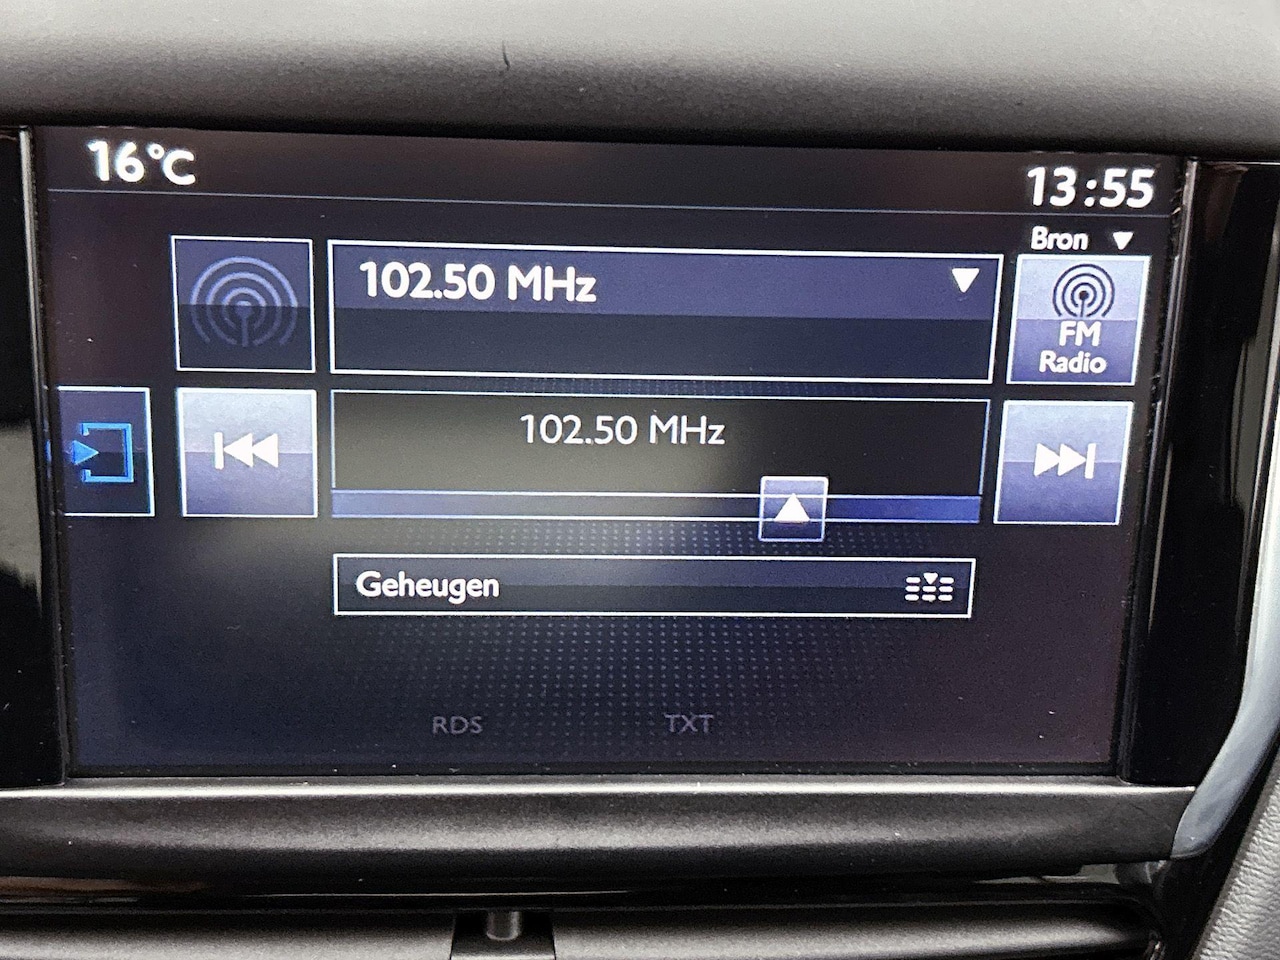 16°C
13:55
Bron
102.50 MHz
FM
Radio
102.50 MHz
Geheugen
RDS
TXT